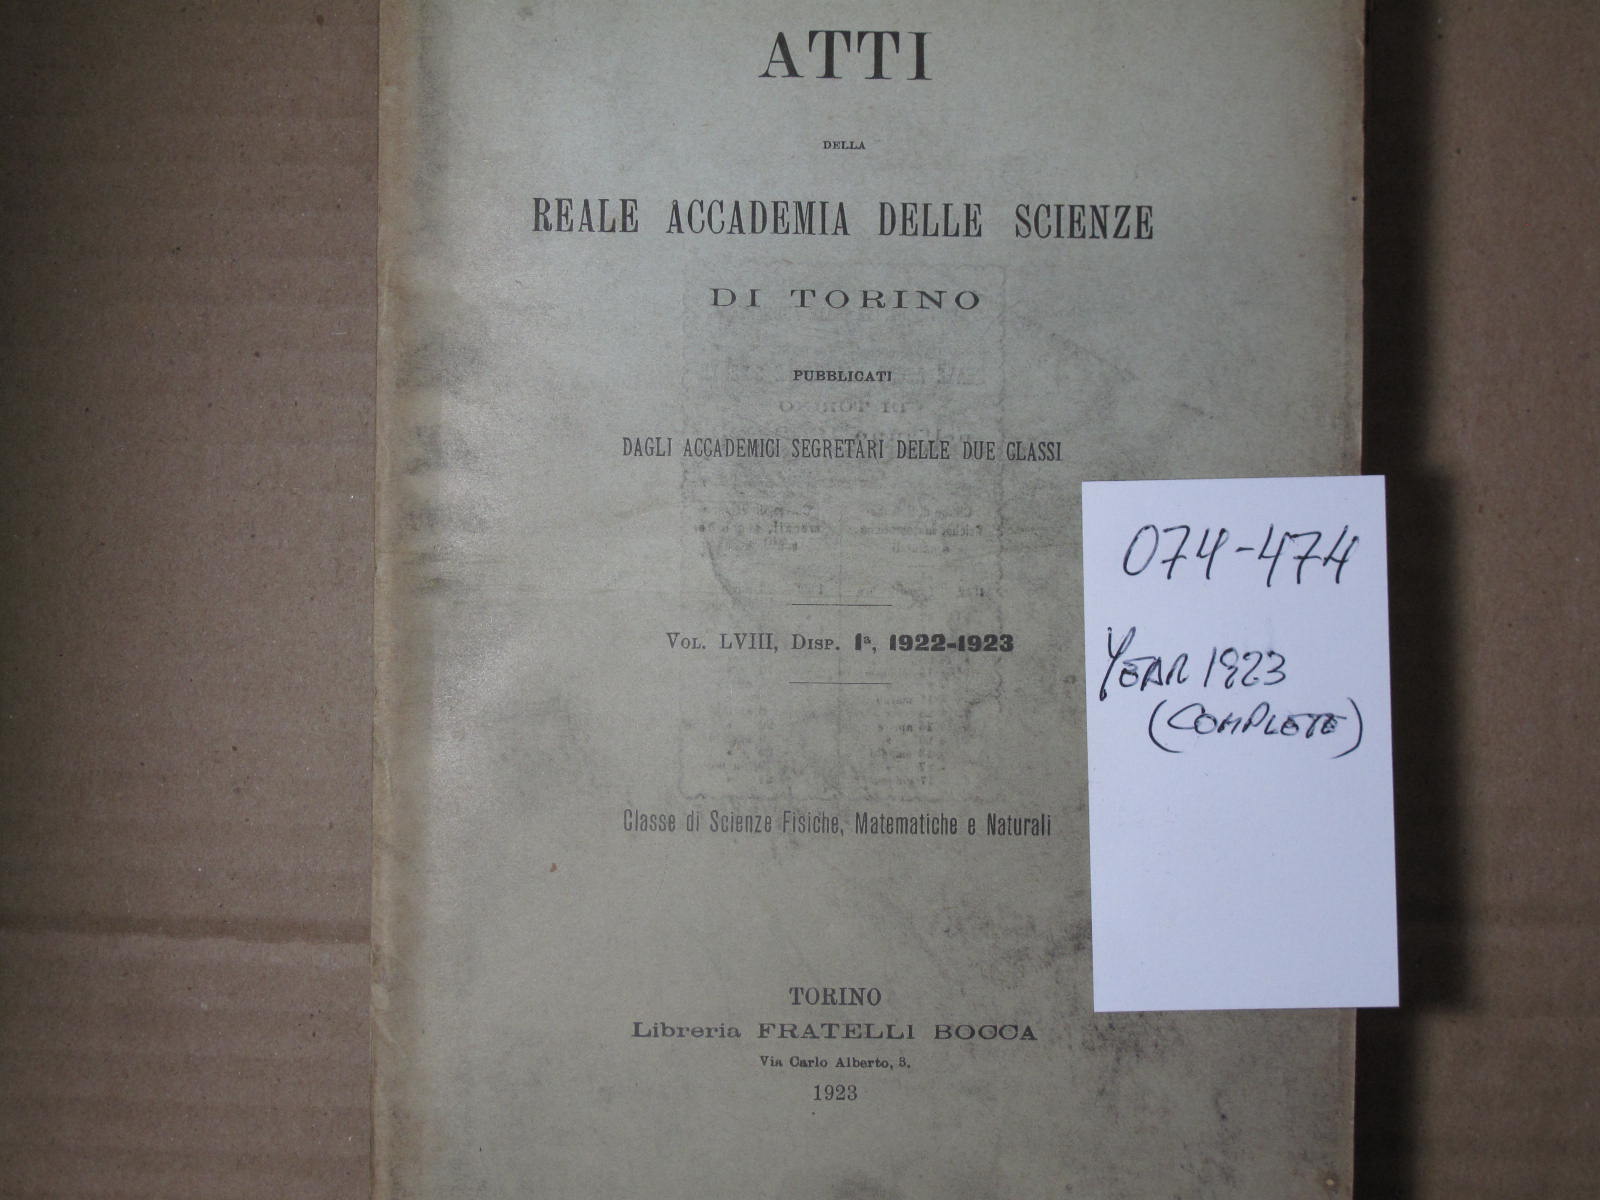 ATTI
DELLA
REALE ACCADEMIA DELLE SCIENZE
DI TORINO
PUBBLICATI
DAGLI ACCADEMICI SEGRETARI DELLE DUE CLASSI
VOL. LVIII, DISP. 1ª, 1922-1923
Classe di Scienze Fisiche, Matematiche e Naturali
TORINO
Libreria FRATELLI BOCCA
Via Carlo Alberto, 3.
1923
074-474
YEAR 1923
(COMPLETE)